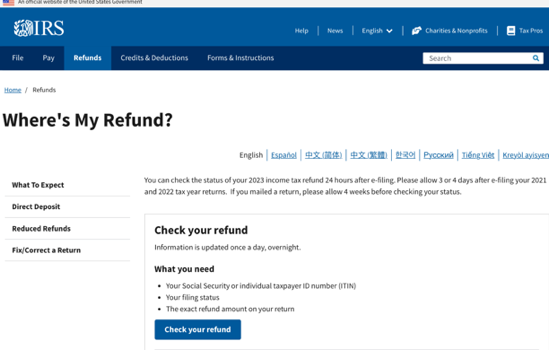 An official website of the United States Government
IRS
Help
News
English
Charities & Nonprofits
Tax Pros
File
Pay
Refunds
Credits & Deductions
Forms & Instructions
Search
Home / Refunds
Where's My Refund?
English | Español | 中文 (简体) | 中文 (繁體) | 한국어 | Русский | Tiếng Việt | Kreyòl ayisyen
What To Expect
Direct Deposit
Reduced Refunds
Fix/Correct a Return
You can check the status of your 2023 income tax refund 24 hours after e-filing. Please allow 3 or 4 days after e-filing your 2021
and 2022 tax year returns. If you mailed a return, please allow 4 weeks before checking your status.
Check your refund
Information is updated once a day, overnight.
What you need
• Your Social Security or individual taxpayer ID number (ITIN)
• Your filing status
• The exact refund amount on your return
Check your refund